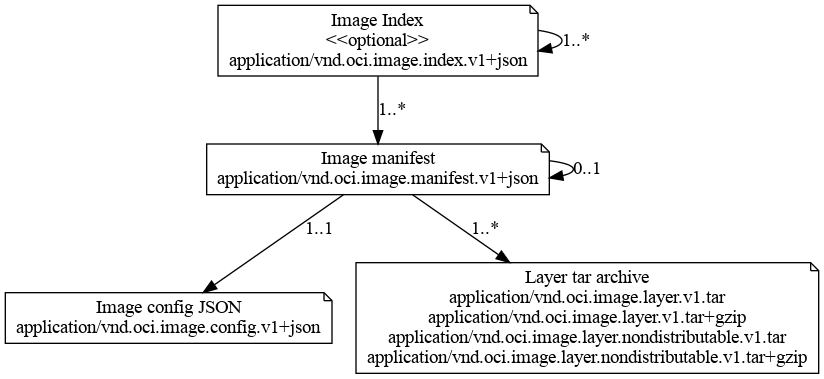 Image Index
<<optional>>
application/vnd.oci.image.index.v1+json
1..*
1..*
Image manifest
application/vnd.oci.image.manifest.v1+json
0..1
1..1
1..*
Image config JSON
application/vnd.oci.image.config.v1+json
Layer tar archive
application/vnd.oci.image.layer.v1.tar
application/vnd.oci.image.layer.v1.tar+gzip
application/vnd.oci.image.layer.nondistributable.v1.tar
application/vnd.oci.image.layer.nondistributable.v1.tar+gzip